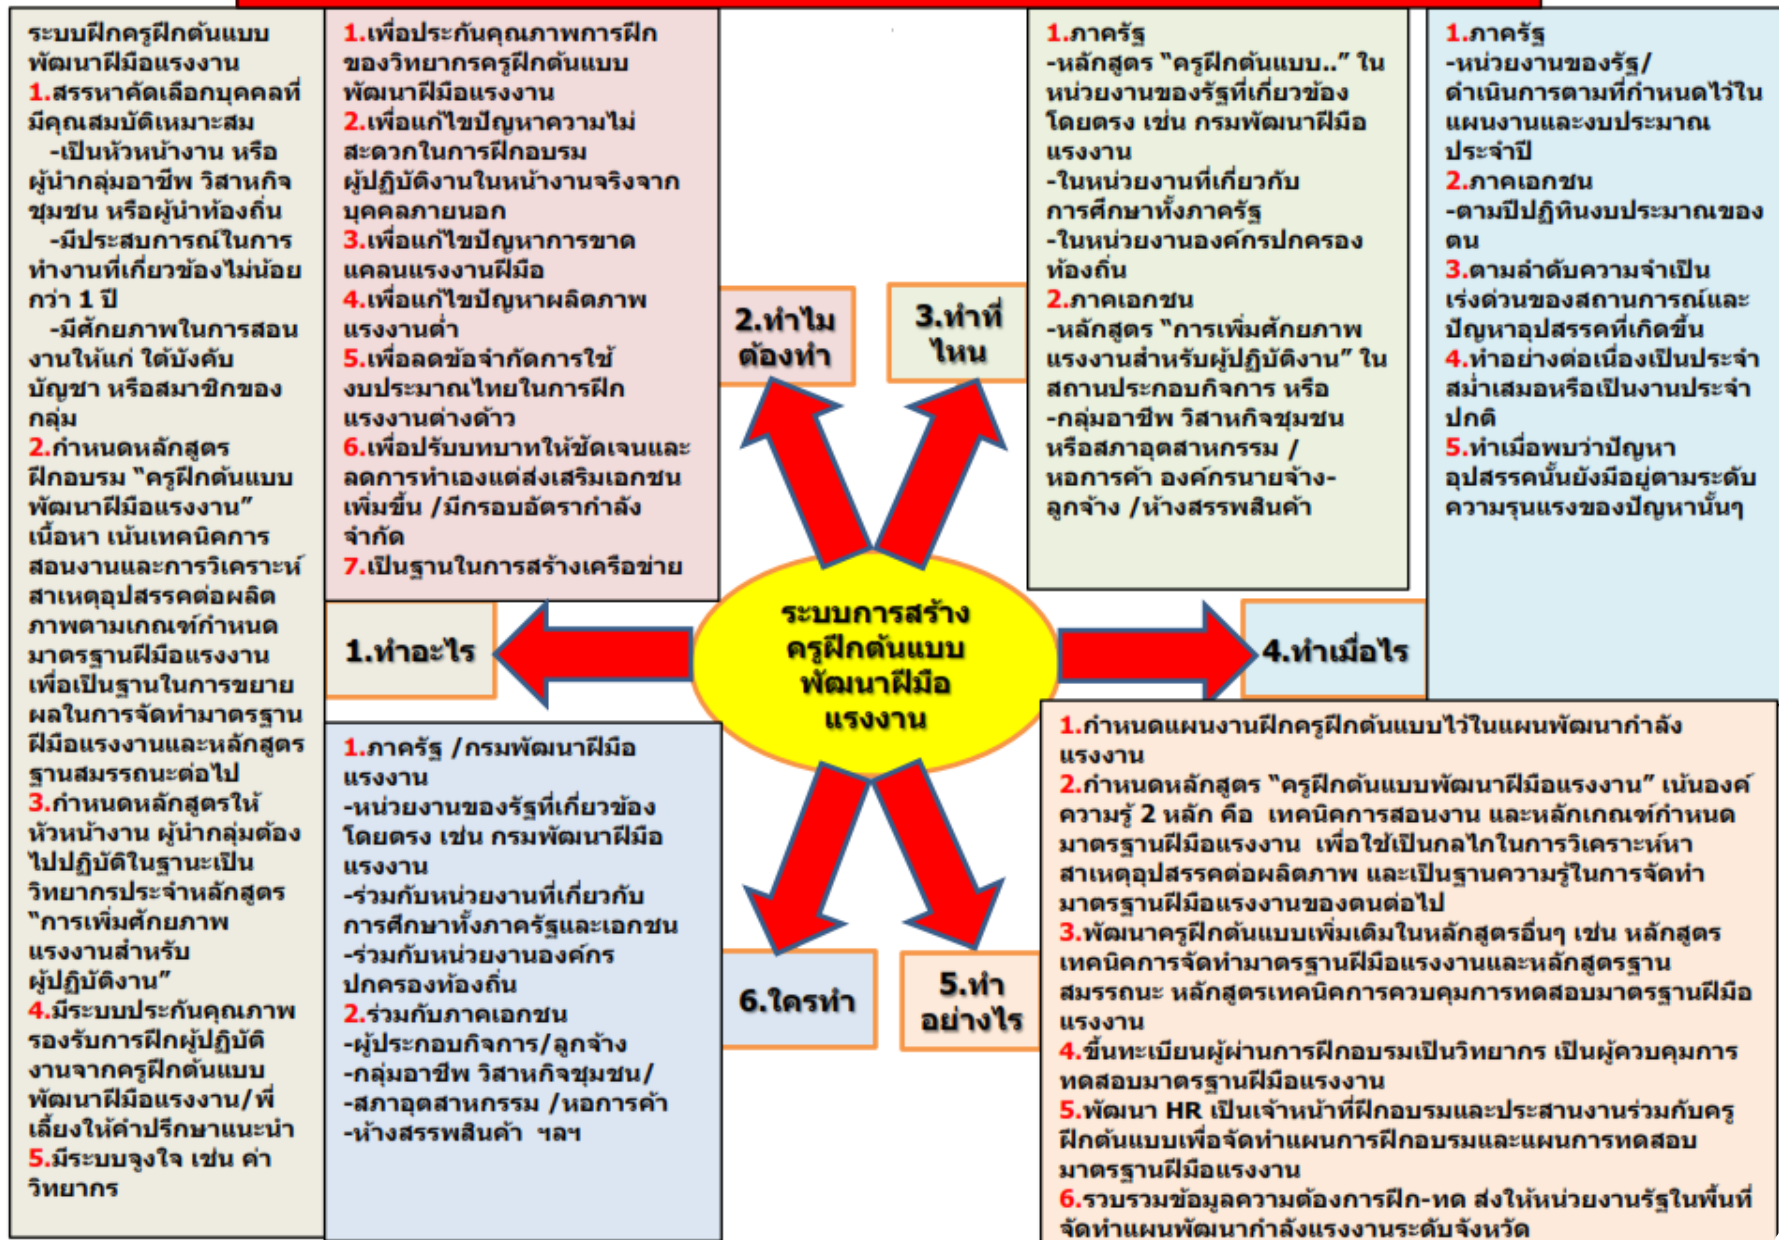 ระบบฝึกครูฝึกต้นแบบ
พัฒนาฝีมือแรงงาน
1.สรรหาคัดเลือกบุคคลที่
มีคุณสมบัติเหมาะสม
-เป็นหัวหน้างาน หรือ
ผู้นำกลุ่มอาชีพ วิสาหกิจ
ชุมชน หรือผู้นำท้องถิ่น
-มีประสบการณ์ในการ
ทำงานที่เกี่ยวข้องไม่น้อย
กว่า 1 ปี
-มีศักยภาพในการสอน
งานให้แก่ ใต้บังคับ
บัญชา หรือสมาชิกของ
กลุ่ม
2.กำหนดหลักสูตร
ฝึกอบรม “ครูฝึกต้นแบบ
พัฒนาฝีมือแรงงาน”
เนื้อหา เน้นเทคนิคการ
สอนงานและการวิเคราะห์
สาเหตุอุปสรรคต่อผลิต
ภาพตามเกณฑ์กำหนด
มาตรฐานฝีมือแรงงาน
เพื่อเป็นฐานในการขยาย
ผลในการจัดทำมาตรฐาน
ฝีมือแรงงานและหลักสูตร
ฐานสมรรถนะต่อไป
3.กำหนดหลักสูตรให้
หัวหน้างาน ผู้นำกลุ่มต้อง
ไปปฏิบัติในฐานะเป็น
วิทยากรประจำหลักสูตร
“การเพิ่มศักยภาพ
แรงงานสำหรับ
ผู้ปฏิบัติงาน”
4.มีระบบประกันคุณภาพ
รองรับการฝึกผู้ปฏิบัติ
งานจากครูฝึกต้นแบบ
พัฒนาฝีมือแรงงาน/พี่
เลี้ยงให้คำปรึกษาแนะนำ
5.มีระบบจูงใจ เช่น ค่า
วิทยากร
1.เพื่อประกันคุณภาพการฝึก
ของวิทยากรครูฝึกต้นแบบ
พัฒนาฝีมือแรงงาน
2.เพื่อแก้ไขปัญหาความไม่
สะดวกในการฝึกอบรม
ผู้ปฏิบัติงานในหน้างานจริงจาก
บุคคลภายนอก
3.เพื่อแก้ไขปัญหาการขาด
แคลนแรงงานฝีมือ
4.เพื่อแก้ไขปัญหาผลิตภาพ
แรงงานต่ำ
5.เพื่อลดข้อจำกัดการใช้
งบประมาณไทยในการฝึก
แรงงานต่างด้าว
6.เพื่อปรับบทบาทให้ชัดเจนและ
ลดการทำเองแต่ส่งเสริมเอกชน
เพิ่มขึ้น /มีกรอบอัตรากำลัง
จำกัด
7.เป็นฐานในการสร้างเครือข่าย
2.ทำไม
ต้องทำ
3.ทำที่
ไหน
1.ภาครัฐ
-หลักสูตร “ครูฝึกต้นแบบ..” ใน
หน่วยงานของรัฐที่เกี่ยวข้อง
โดยตรง เช่น กรมพัฒนาฝีมือ
แรงงาน
-ในหน่วยงานที่เกี่ยวกับ
การศึกษาทั้งภาครัฐ
-ในหน่วยงานองค์กรปกครอง
ท้องถิ่น
2.ภาคเอกชน
-หลักสูตร “การเพิ่มศักยภาพ
แรงงานสำหรับผู้ปฏิบัติงาน” ใน
สถานประกอบกิจการ หรือ
-กลุ่มอาชีพ วิสาหกิจชุมชน
หรือสภาอุตสาหกรรม /
หอการค้า องค์กรนายจ้าง-
ลูกจ้าง /ห้างสรรพสินค้า
1.ภาครัฐ
-หน่วยงานของรัฐ/
ดำเนินการตามที่กำหนดไว้ใน
แผนงานและงบประมาณ
ประจำปี
2.ภาคเอกชน
-ตามปีปฏิทินงบประมาณของ
ตน
3.ตามลำดับความจำเป็น
เร่งด่วนของสถานการณ์และ
ปัญหาอุปสรรคที่เกิดขึ้น
4.ทำอย่างต่อเนื่องเป็นประจำ
สม่ำเสมอหรือเป็นงานประจำ
ปกติ
5.ทำเมื่อพบว่าปัญหา
อุปสรรคนั้นยังมีอยู่ตามระดับ
ความรุนแรงของปัญหานั้นๆ
1.ทำอะไร
ระบบการสร้าง
ครูฝึกต้นแบบ
พัฒนาฝีมือ
แรงงาน
4.ทำเมื่อไร
1.ภาครัฐ /กรมพัฒนาฝีมือ
แรงงาน
-หน่วยงานของรัฐที่เกี่ยวข้อง
โดยตรง เช่น กรมพัฒนาฝีมือ
แรงงาน
-ร่วมกับหน่วยงานที่เกี่ยวกับ
การศึกษาทั้งภาครัฐและเอกชน
-ร่วมกับหน่วยงานองค์กร
ปกครองท้องถิ่น
2.ร่วมกับภาคเอกชน
-ผู้ประกอบกิจการ/ลูกจ้าง
-กลุ่มอาชีพ วิสาหกิจชุมชน/
-สภาอุตสาหกรรม /หอการค้า
-ห้างสรรพสินค้า ฯลฯ
6.ใครทำ
5.ทำ
อย่างไร
1.กำหนดแผนงานฝึกครูฝึกต้นแบบไว้ในแผนพัฒนากำลัง
แรงงาน
2.กำหนดหลักสูตร “ครูฝึกต้นแบบพัฒนาฝีมือแรงงาน” เน้นองค์
ความรู้ 2 หลัก คือ เทคนิคการสอนงาน และหลักเกณฑ์กำหนด
มาตรฐานฝีมือแรงงาน เพื่อใช้เป็นกลไกในการวิเคราะห์หา
สาเหตุอุปสรรคต่อผลิตภาพ และเป็นฐานความรู้ในการจัดทำ
มาตรฐานฝีมือแรงงานของตนต่อไป
3.พัฒนาครูฝึกต้นแบบเพิ่มเติมในหลักสูตรอื่นๆ เช่น หลักสูตร
เทคนิคการจัดทำมาตรฐานฝีมือแรงงานและหลักสูตรฐาน
สมรรถนะ หลักสูตรเทคนิคการควบคุมการทดสอบมาตรฐานฝีมือ
แรงงาน
4.ขึ้นทะเบียนผู้ผ่านการฝึกอบรมเป็นวิทยากร เป็นผู้ควบคุมการ
ทดสอบมาตรฐานฝีมือแรงงาน
5.พัฒนา HR เป็นเจ้าหน้าที่ฝึกอบรมและประสานงานร่วมกับครู
ฝึกต้นแบบเพื่อจัดทำแผนการฝึกอบรมและแผนการทดสอบ
มาตรฐานฝีมือแรงงาน
6.รวบรวมข้อมูลความต้องการฝึก-ทด ส่งให้หน่วยงานรัฐในพื้นที่
จัดทำแผนพัฒนากำลังแรงงานระดับจังหวัด